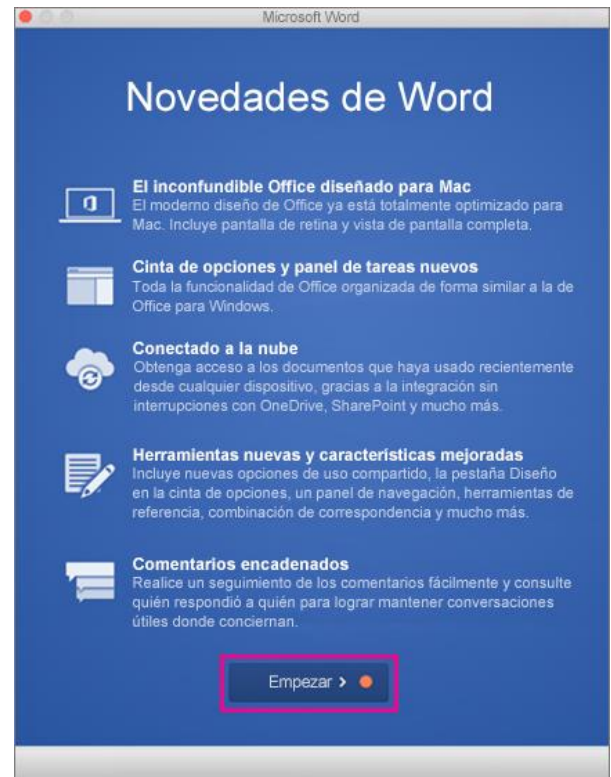 Microsoft Word
Novedades de Word
El inconfundible Office diseñado para Mac
El moderno diseño de Office ya está totalmente optimizado para
Mac. Incluye pantalla de retina y vista de pantalla completa.
Cinta de opciones y panel de tareas nuevos
Toda la funcionalidad de Office organizada de forma similar a la de
Office para Windows.
Conectado a la nube
Obtenga acceso a los documentos que haya usado recientemente
desde cualquier dispositivo, gracias a la integración sin
interrupciones con OneDrive, SharePoint y mucho más.
Herramientas nuevas y características mejoradas
Incluye nuevas opciones de uso compartido, la pestaña Diseño
en la cinta de opciones, un panel de navegación, herramientas de
referencia, combinación de correspondencia y mucho más.
Comentarios encadenados
Realice un seguimiento de los comentarios fácilmente y consulte
quién respondió a quién para lograr mantener conversaciones
útiles donde conciernan.
Empezar >